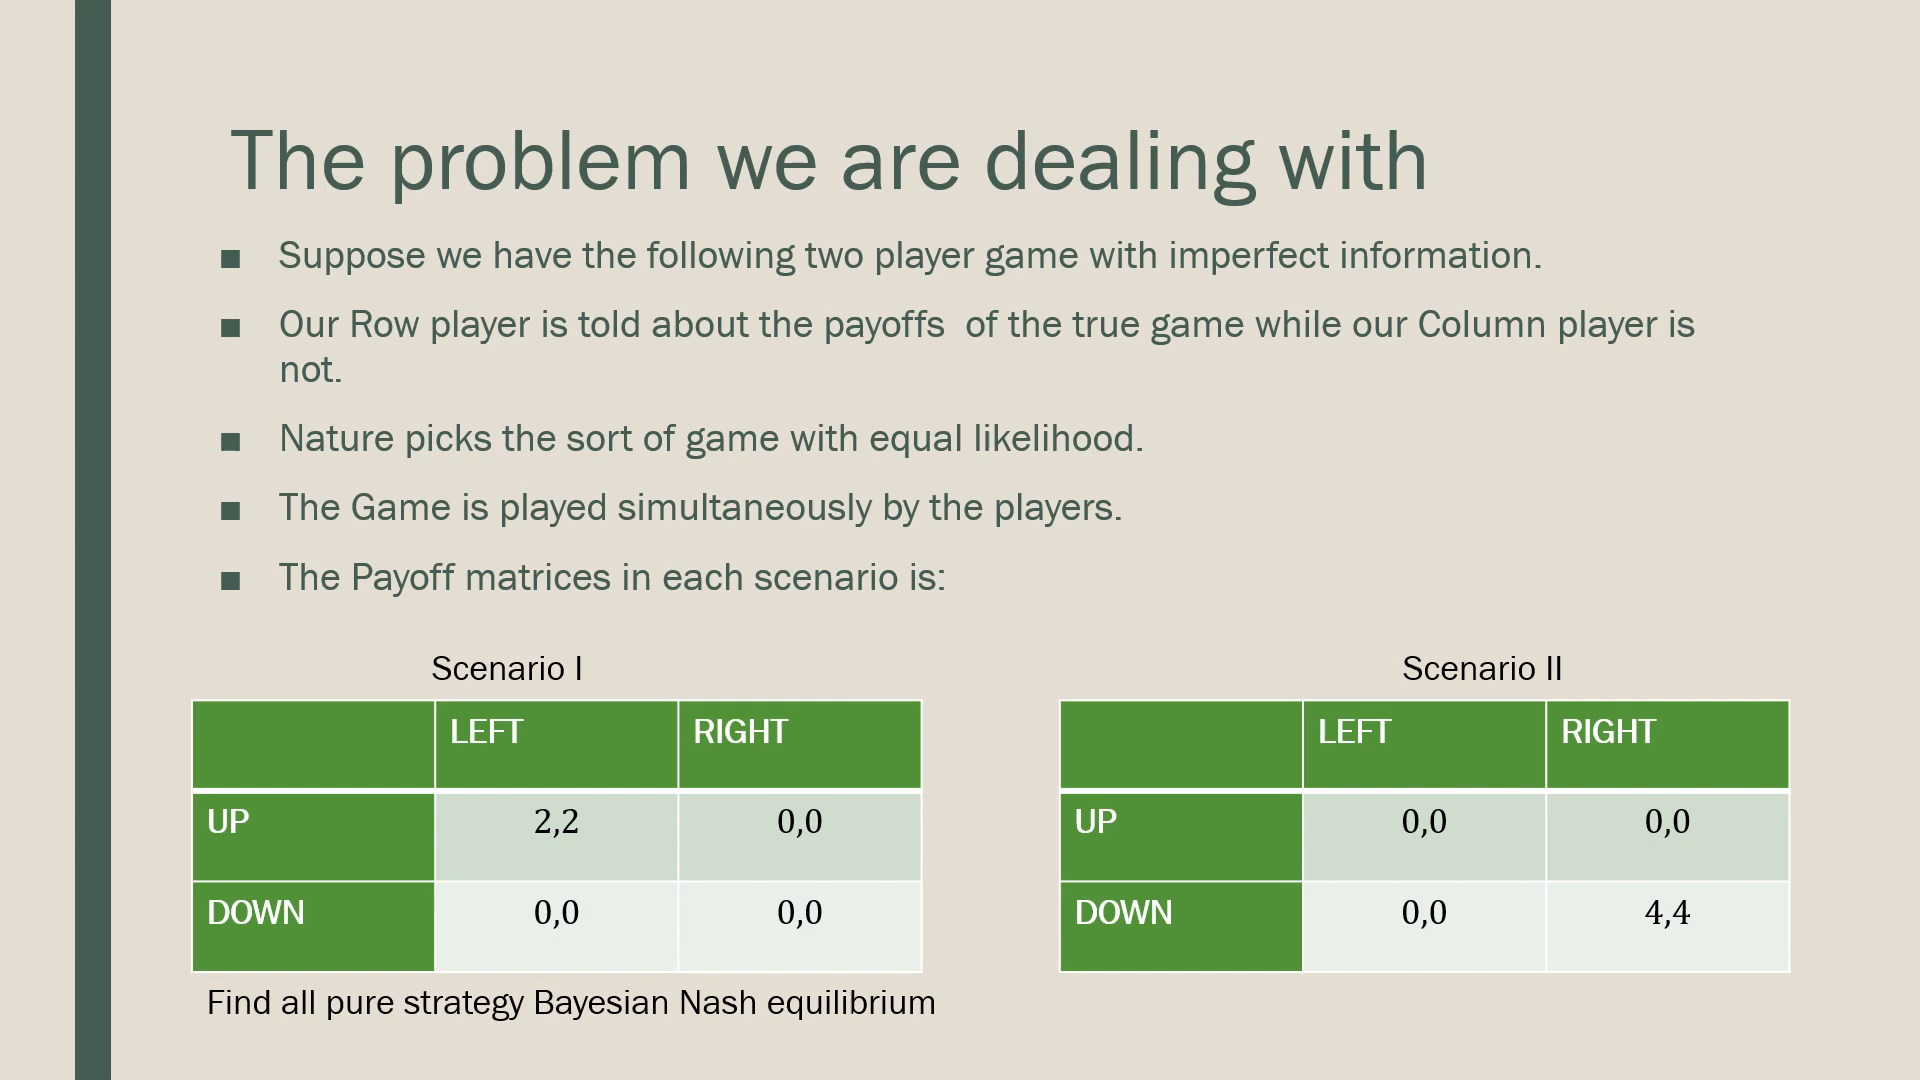 The problem we are dealing with
■ Suppose we have the following two player game with imperfect information.
■ Our Row player is told about the payoffs  of the true game while our Column player is
not.
■ Nature picks the sort of game with equal likelihood.
■ The Game is played simultaneously by the players.
■ The Payoff matrices in each scenario is:
Scenario I
LEFT RIGHT
UP 2,2 0,0
DOWN 0,0 0,0
Scenario II
LEFT RIGHT
UP 0,0 0,0
DOWN 0,0 4,4
Find all pure strategy Bayesian Nash equilibrium